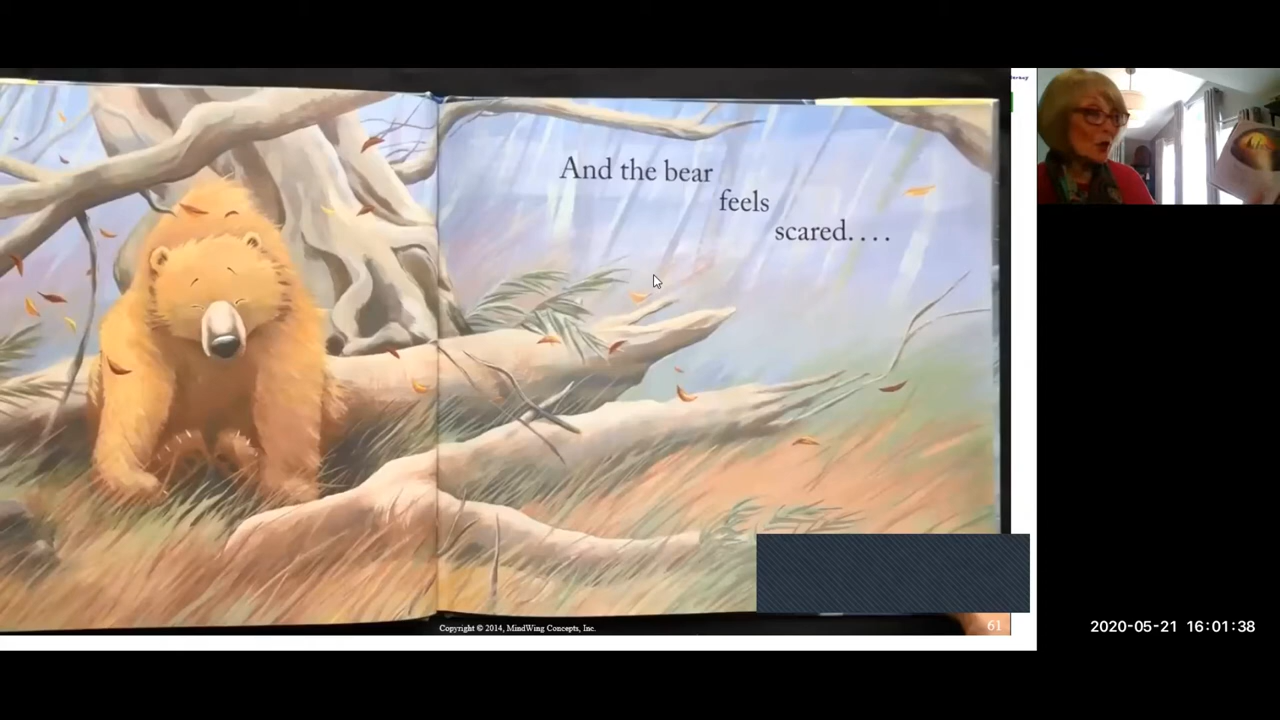 And the bear
feels
scared....
Copyright © 2014, MindWing Concepts, Inc.
61
2020-05-21 16:01:38